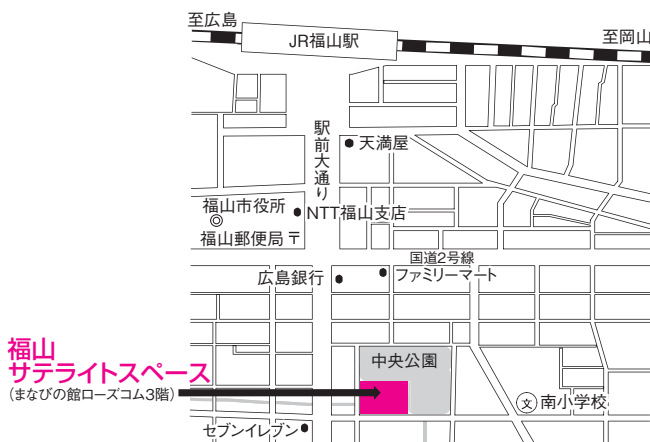 至広島
JR福山駅
至岡山
駅前大通り
天満屋
福山市役所
NTT福山支店
福山郵便局〒
国道2号線
広島銀行
ファミリーマート
福山
サテライトスペース
(まなびの館ローズコム3階)
中央公園
文 南小学校
セブンイレブン